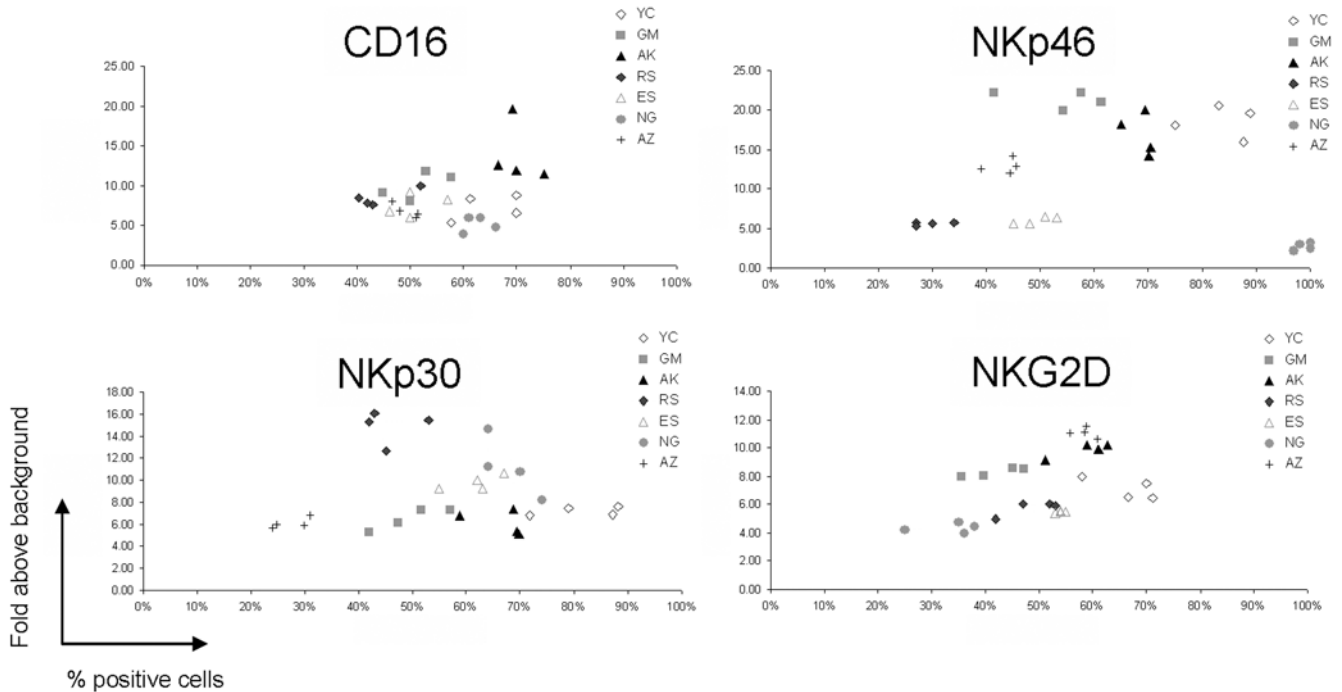 CD16
YC
GM
AK
RS
ES
NG
AZ
25.00
20.00
15.00
10.00
5.00
0.00
0% 10% 20% 30% 40% 50% 60% 70% 80% 90% 100%
NKp46
YC
GM
AK
RS
ES
NG
AZ
25.00
20.00
15.00
10.00
5.00
0.00
0% 10% 20% 30% 40% 50% 60% 70% 80% 90% 100%
NKp30
YC
GM
AK
RS
ES
NG
AZ
18.00
16.00
14.00
12.00
10.00
8.00
6.00
4.00
2.00
0.00
0% 10% 20% 30% 40% 50% 60% 70% 80% 90% 100%
NKG2D
YC
GM
AK
RS
ES
NG
AZ
14.00
12.00
10.00
8.00
6.00
4.00
2.00
0.00
0% 10% 20% 30% 40% 50% 60% 70% 80% 90% 100%
Fold above background
% positive cells